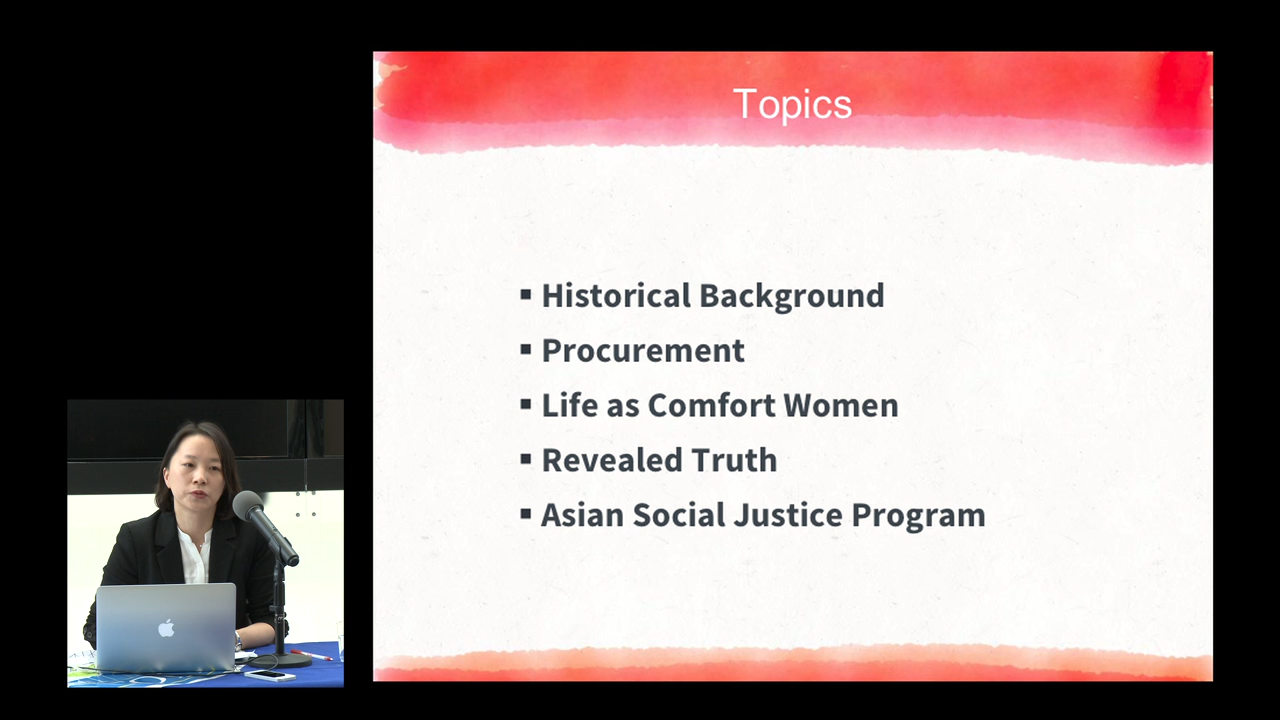 Topics
▪ Historical Background
▪ Procurement
▪ Life as Comfort Women
▪ Revealed Truth
▪ Asian Social Justice Program